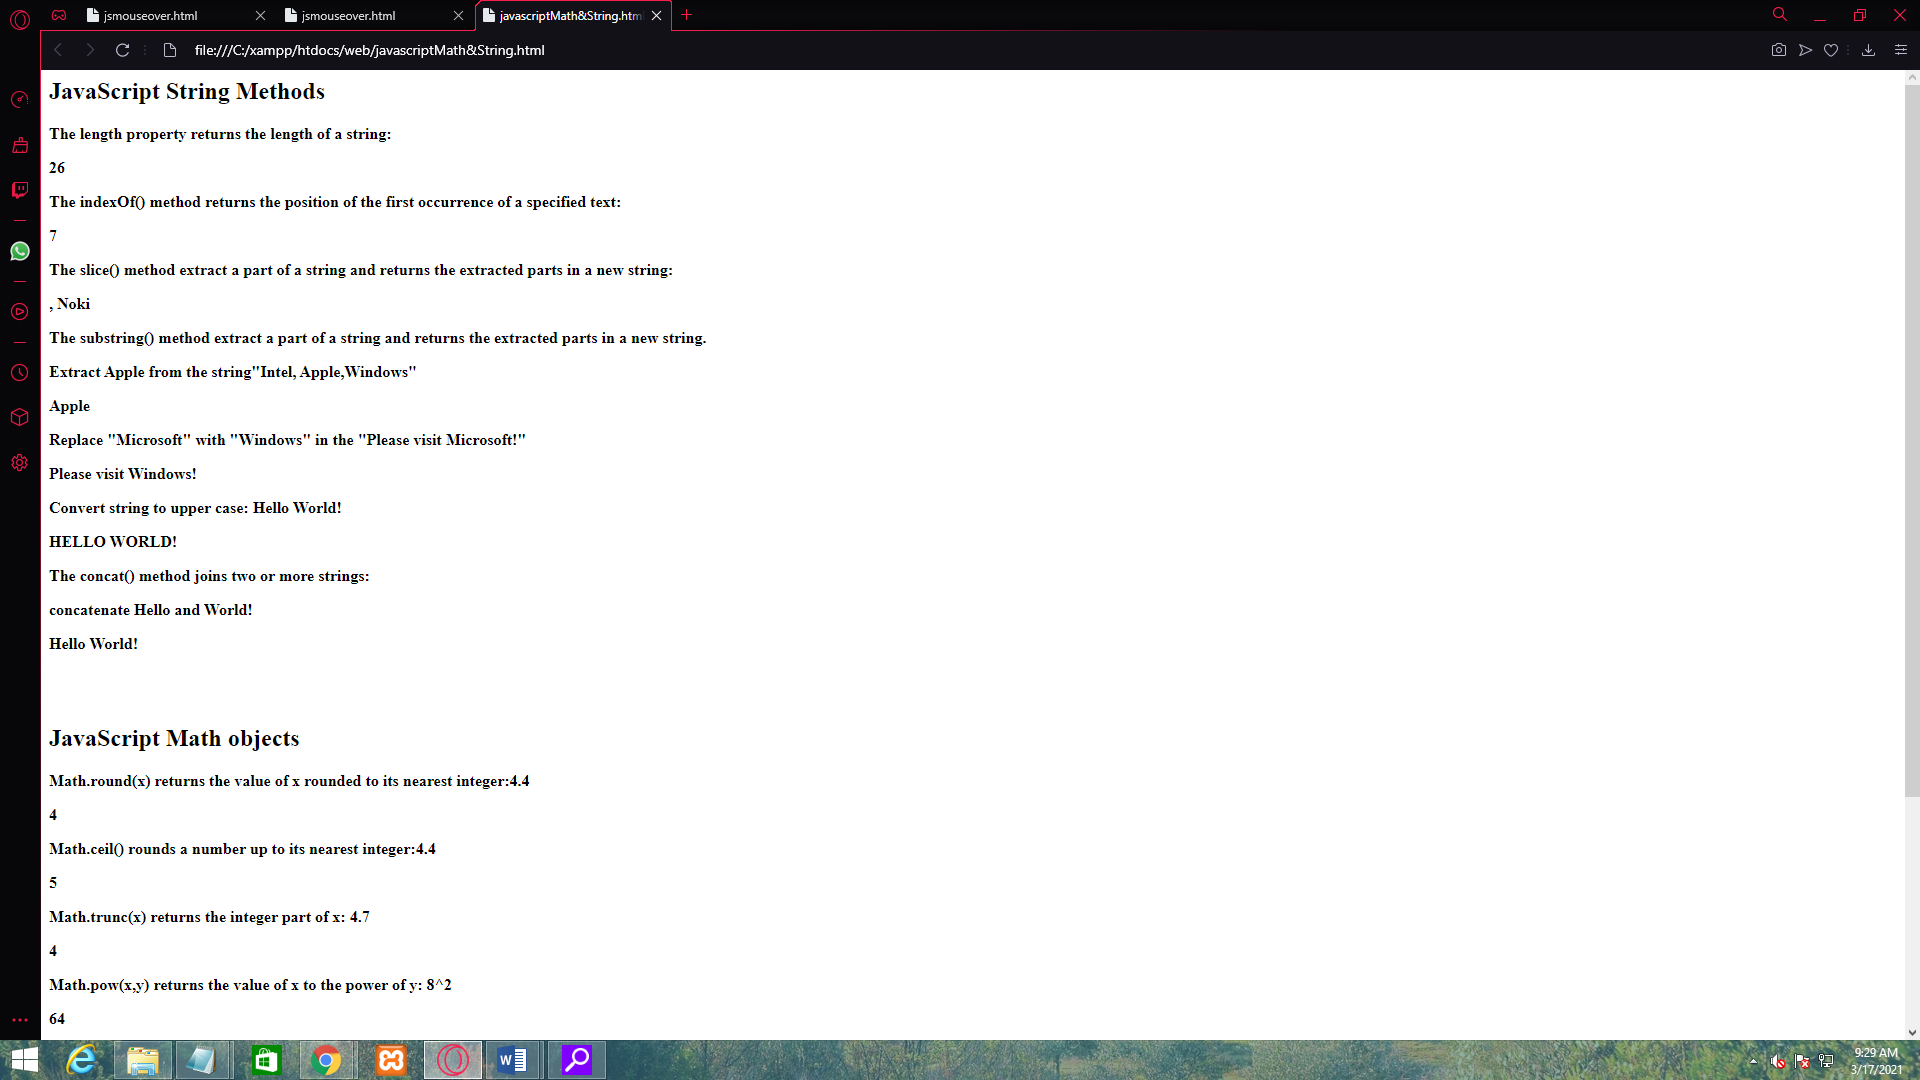 jsmouseover.html
jsmouseover.html
javascriptMath&String.htm
file:///C:/xampp/htdocs/web/javascriptMath&String.html
JavaScript String Methods
The length property returns the length of a string:
26
The indexOf() method returns the position of the first occurrence of a specified text:
7
The slice() method extract a part of a string and returns the extracted parts in a new string:
, Noki
The substring() method extract a part of a string and returns the extracted parts in a new string.
Extract Apple from the string"Intel, Apple,Windows"
Apple
Replace "Microsoft" with "Windows" in the "Please visit Microsoft!"
Please visit Windows!
Convert string to upper case: Hello World!
HELLO WORLD!
The concat() method joins two or more strings:
concatenate Hello and World!
Hello World!
JavaScript Math objects
Math.round(x) returns the value of x rounded to its nearest integer:4.4
4
Math.ceil() rounds a number up to its nearest integer:4.4
5
Math.trunc(x) returns the integer part of x: 4.7
4
Math.pow(x,y) returns the value of x to the power of y: 8^2
64
9:29 AM
3/17/2021